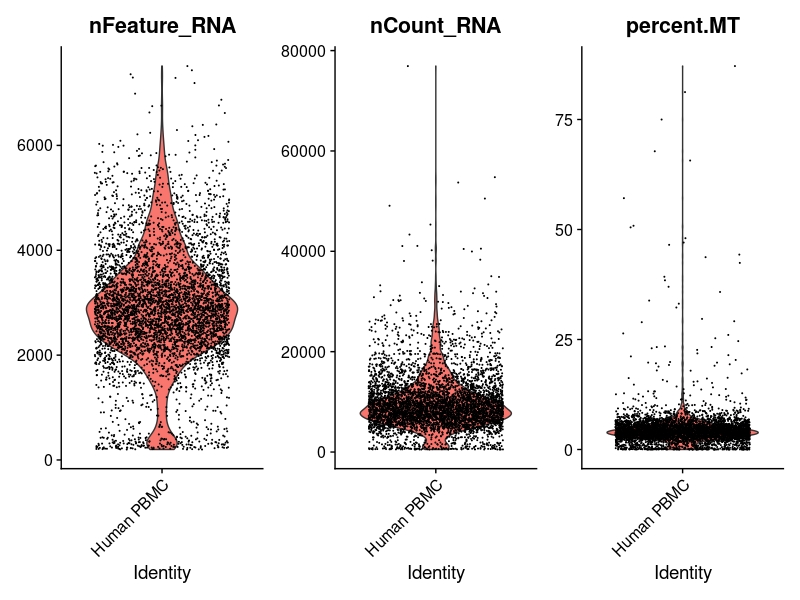 nFeature_RNA
6000
4000
2000
0
Human PBMC
Identity
nCount_RNA
80000
60000
40000
20000
0
Human PBMC
Identity
percent.MT
75
50
25
0
Human PBMC
Identity